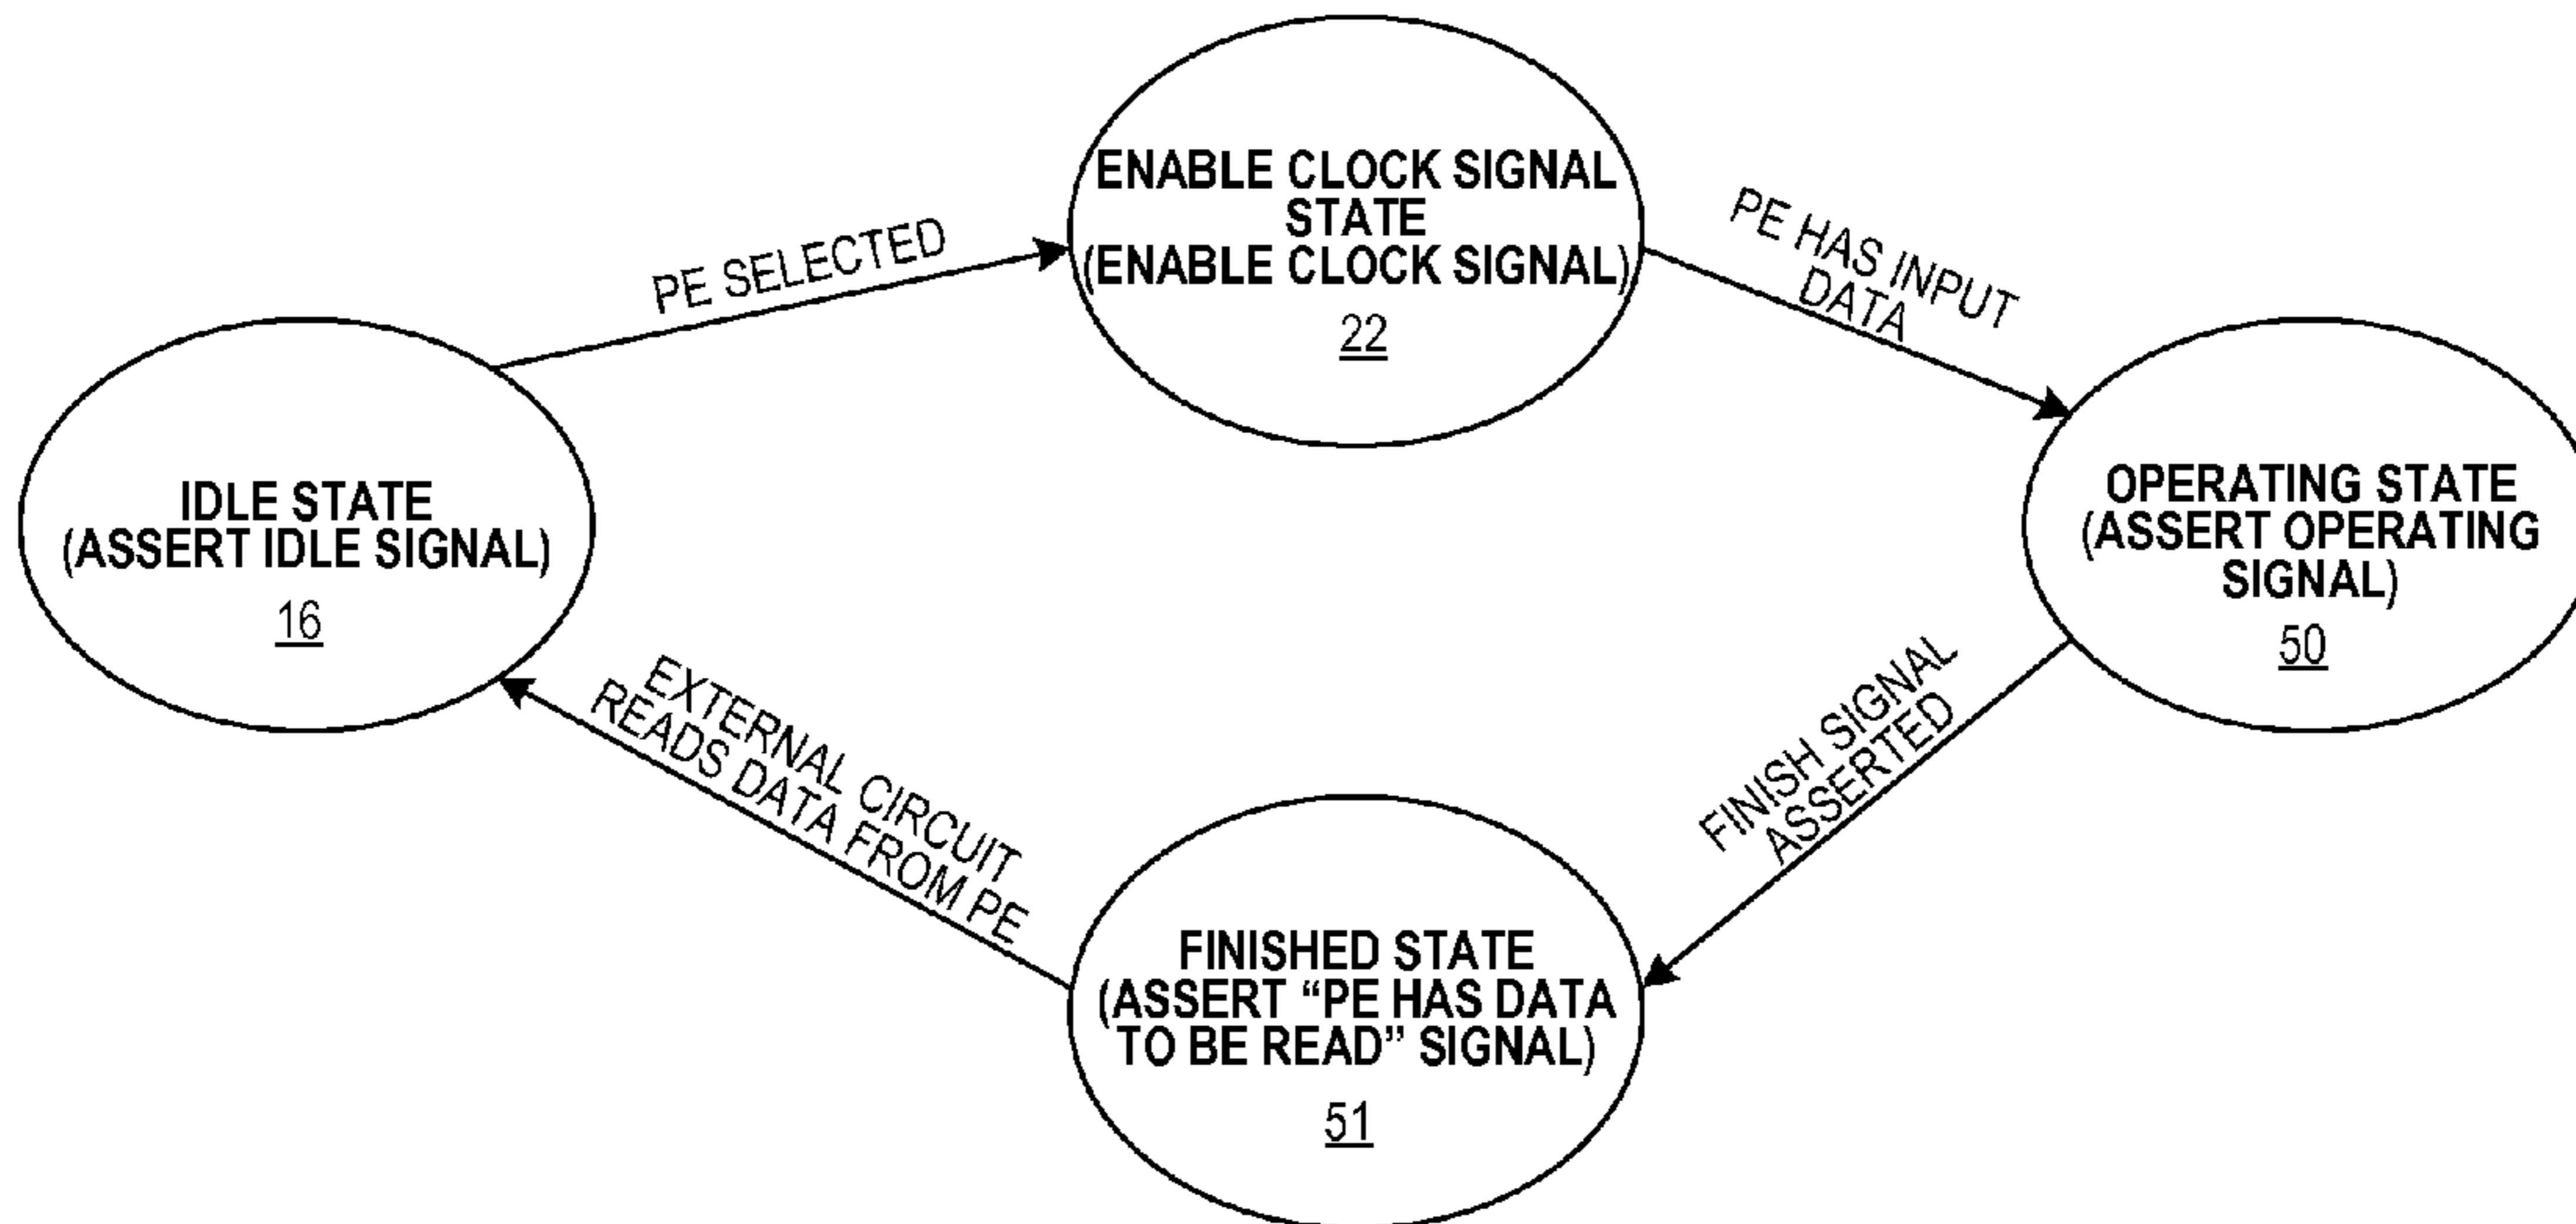 ENABLE CLOCK SIGNAL
STATE
(ENABLE CLOCK SIGNAL)
22
PE SELECTED
PE HAS INPUT
DATA
IDLE STATE
(ASSERT IDLE SIGNAL)
16
OPERATING STATE
(ASSERT OPERATING
SIGNAL)
50
EXTERNAL CIRCUIT
READS DATA FROM PE
FINISH SIGNAL
ASSERTED
FINISHED STATE
(ASSERT “PE HAS DATA
TO BE READ” SIGNAL)
51